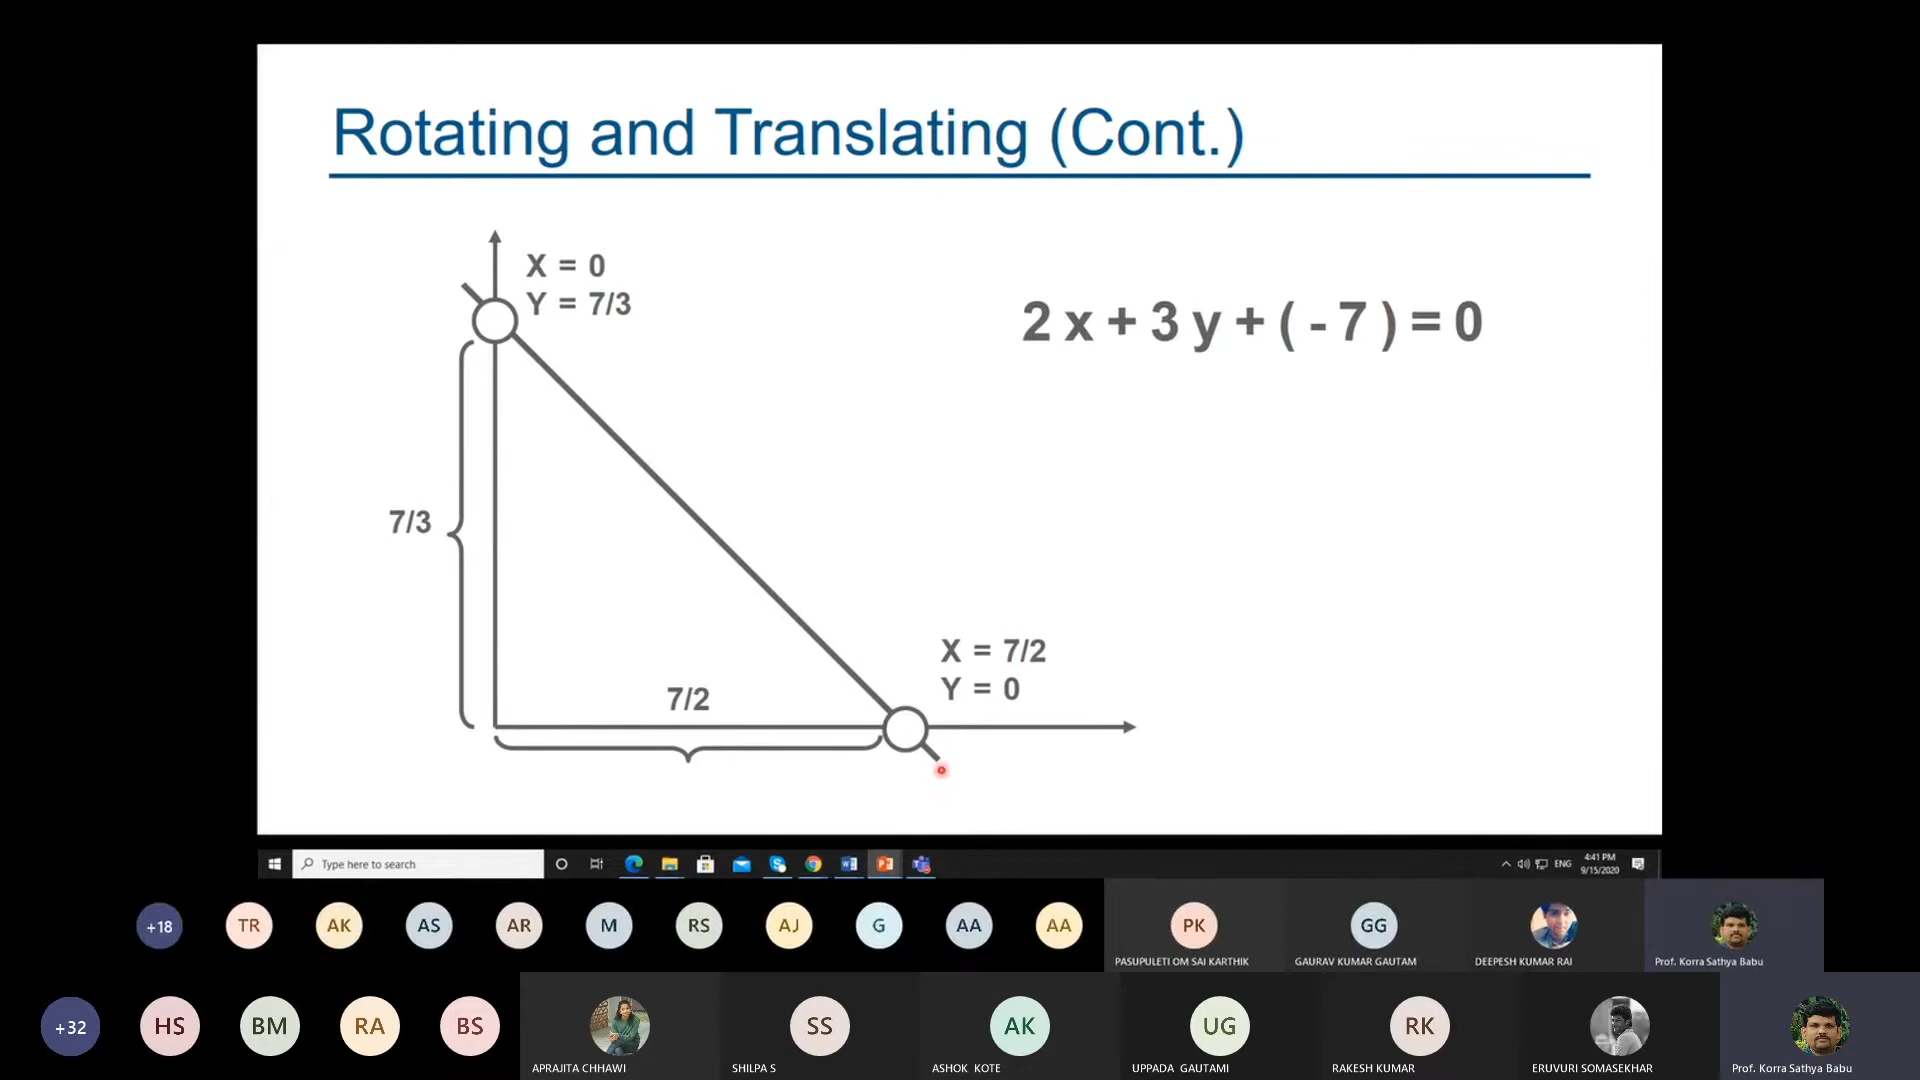 Rotating and Translating (Cont.)
X = 0
Y = 7/3
2 x + 3 y + ( - 7 ) = 0
7/3
X = 7/2
Y = 0
7/2
Type here to search
ENG
4:41 PM
9/15/2020
+18
TR
AK
AS
AR
M
RS
AJ
G
AA
AA
PK
GG
PASUPULETI OM SAI KARTHIK
GAURAV KUMAR GAUTAM
DEEPESH KUMAR RAI
Prof. Korra Sathya Babu
+32
HS
BM
RA
BS
SS
AK
UG
RK
APRAJITA CHHAWI
SHILPA S
ASHOK KOTE
UPPADA GAUTAMI
RAKESH KUMAR
ERUVURI SOMASEKHAR
Prof. Korra Sathya Babu